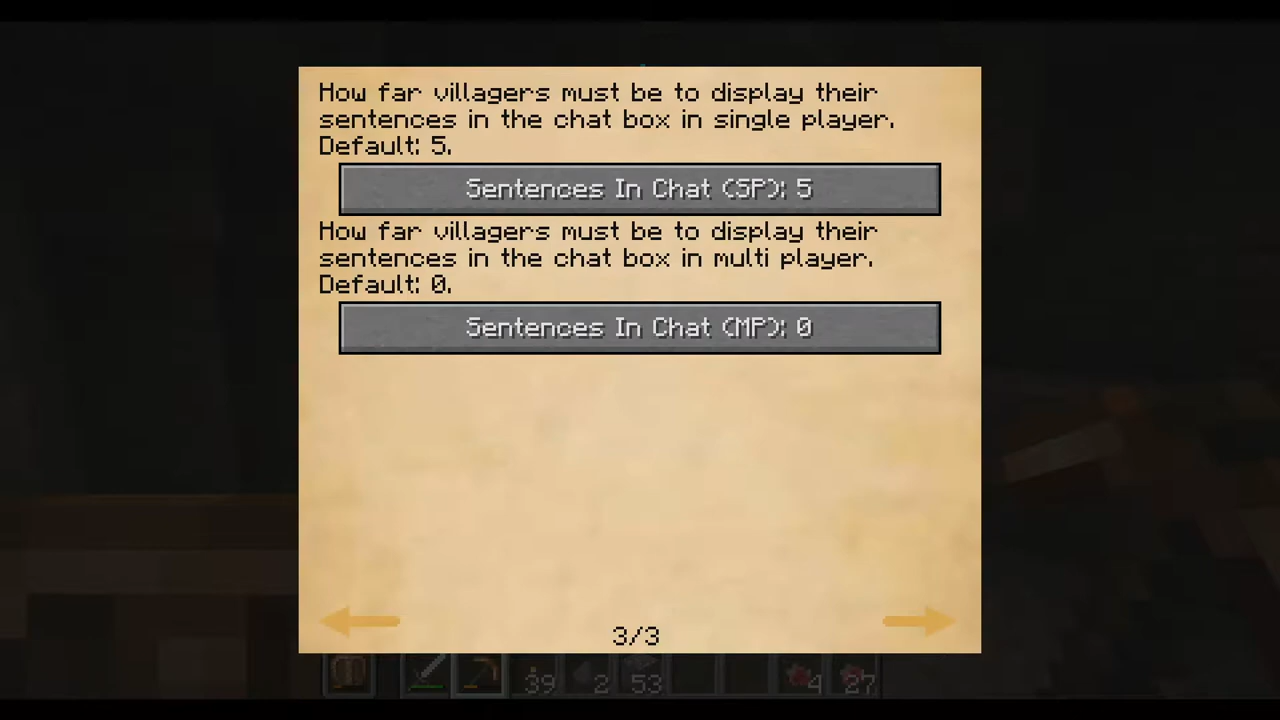 How far villagers must be to display their
sentences in the chat box in single player.
Default: 5.
Sentences In Chat (SP): 5
How far villagers must be to display their
sentences in the chat box in multi player.
Default: 0.
Sentences In Chat (MP): 0
3/3
39 2 53 4 27